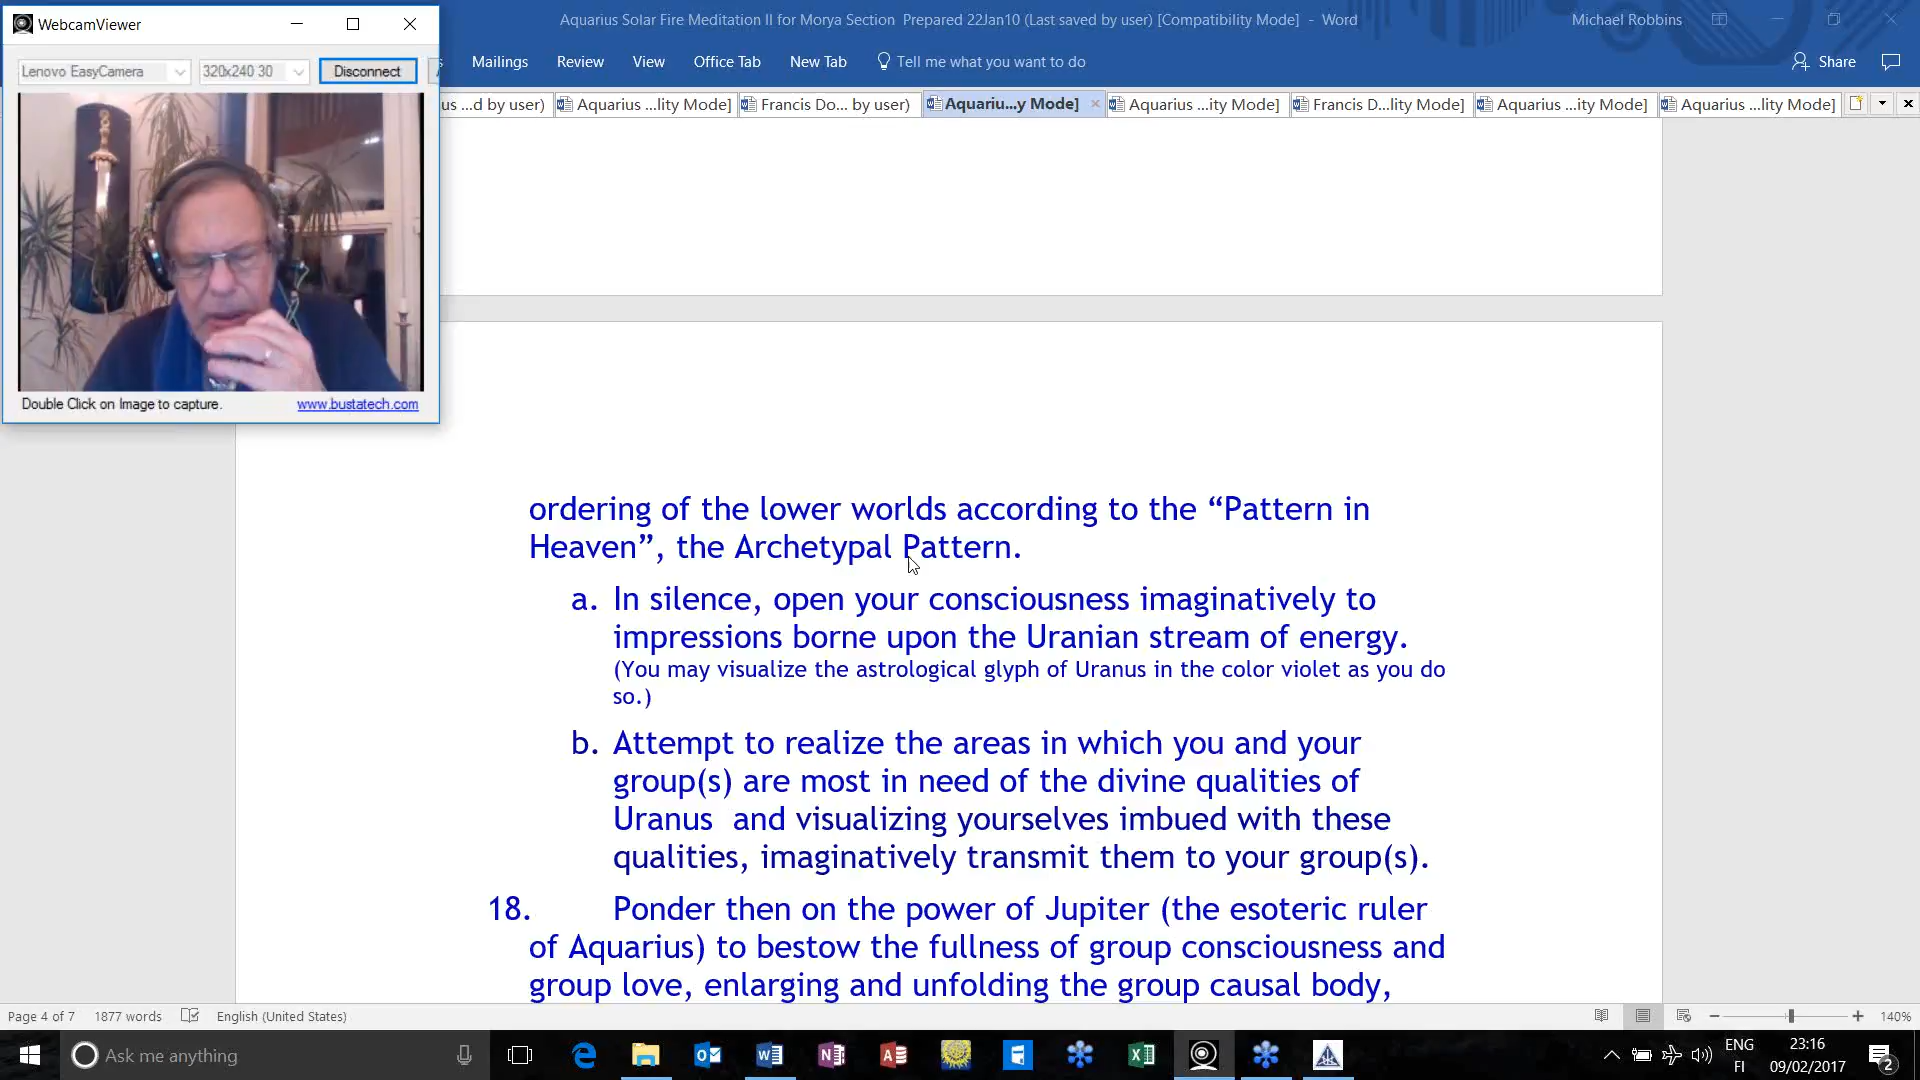 WebcamViewer
Aquarius Solar Fire Meditation II for Morya Section  Prepared 22Jan10 (Last saved by user) [Compatibility Mode]  -  Word
Michael Robbins
Lenovo EasyCamera
320x240 30
Disconnect
Mailings
Review
View
Office Tab
New Tab
Tell me what you want to do
Share
us ...d by user)
Aquarius ...lity Mode]
Francis Do... by user)
Aquariu...y Mode]
Aquarius ...ity Mode]
Francis D...lity Mode]
Aquarius ...ity Mode]
Aquarius ...lity Mode]
Double Click on Image to capture.
www.bustatech.com
ordering of the lower worlds according to the “Pattern in
Heaven”, the Archetypal Pattern.
a. In silence, open your consciousness imaginatively to
impressions borne upon the Uranian stream of energy.
(You may visualize the astrological glyph of Uranus in the color violet as you do
so.)
b. Attempt to realize the areas in which you and your
group(s) are most in need of the divine qualities of
Uranus  and visualizing yourselves imbued with these
qualities, imaginatively transmit them to your group(s).
18. Ponder then on the power of Jupiter (the esoteric ruler
of Aquarius) to bestow the fullness of group consciousness and
group love, enlarging and unfolding the group causal body,
Page 4 of 7
1877 words
English (United States)
140%
Ask me anything
ENG
FI
23:16
09/02/2017
2